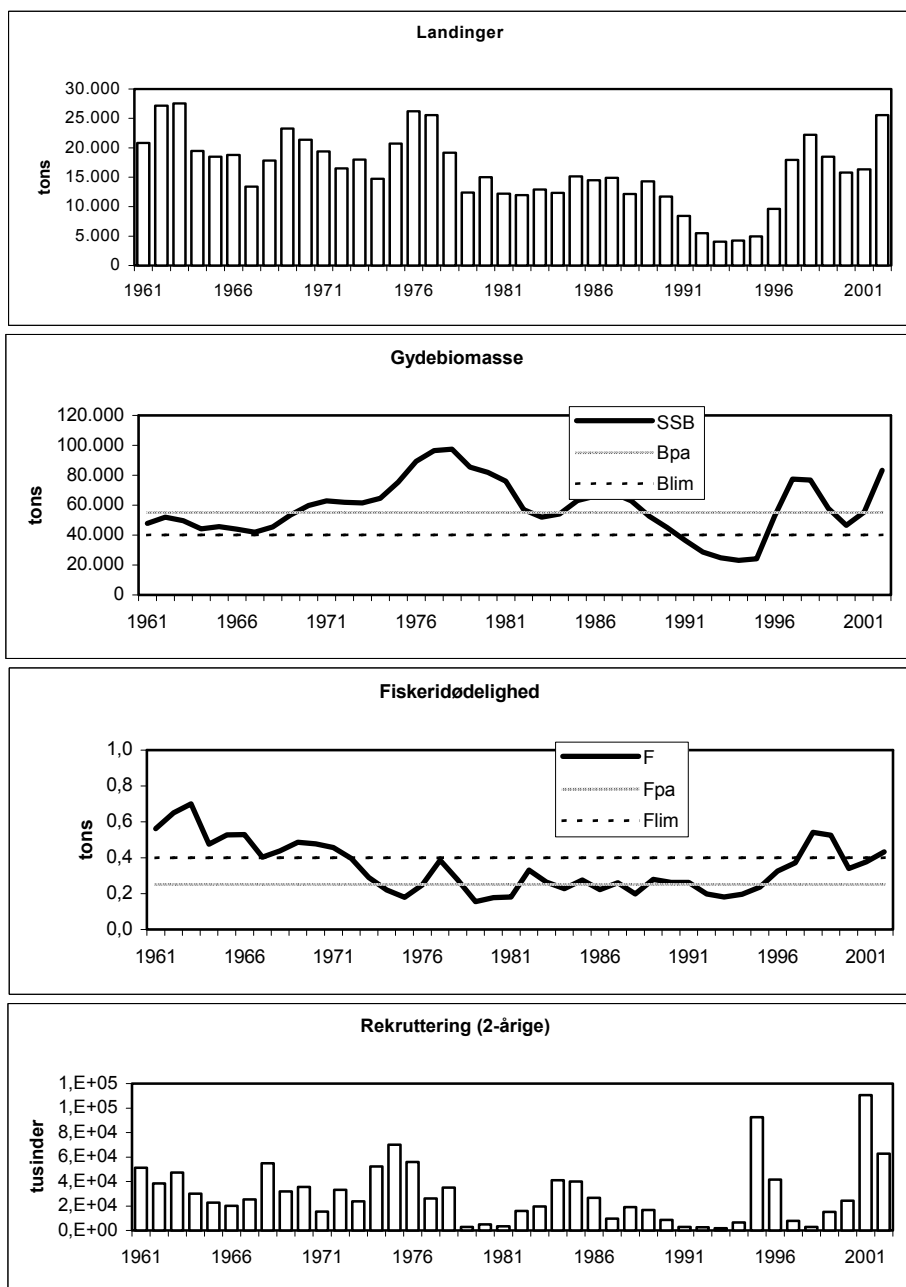 Landinger
30.000
25.000
20.000
15.000
10.000
5.000
0
tons
1961 1966 1971 1976 1981 1986 1991 1996 2001
Gydebiomasse
120.000
100.000
80.000
60.000
40.000
20.000
0
tons
SSB
Bpa
Blim
1961 1966 1971 1976 1981 1986 1991 1996 2001
Fiskeridødelighed
1,0
0,8
0,6
0,4
0,2
0,0
tons
F
Fpa
Flim
1961 1966 1971 1976 1981 1986 1991 1996 2001
Rekruttering (2-årige)
1,E+05
1,E+05
8,E+04
6,E+04
4,E+04
2,E+04
0,E+00
tusinder
1961 1966 1971 1976 1981 1986 1991 1996 2001